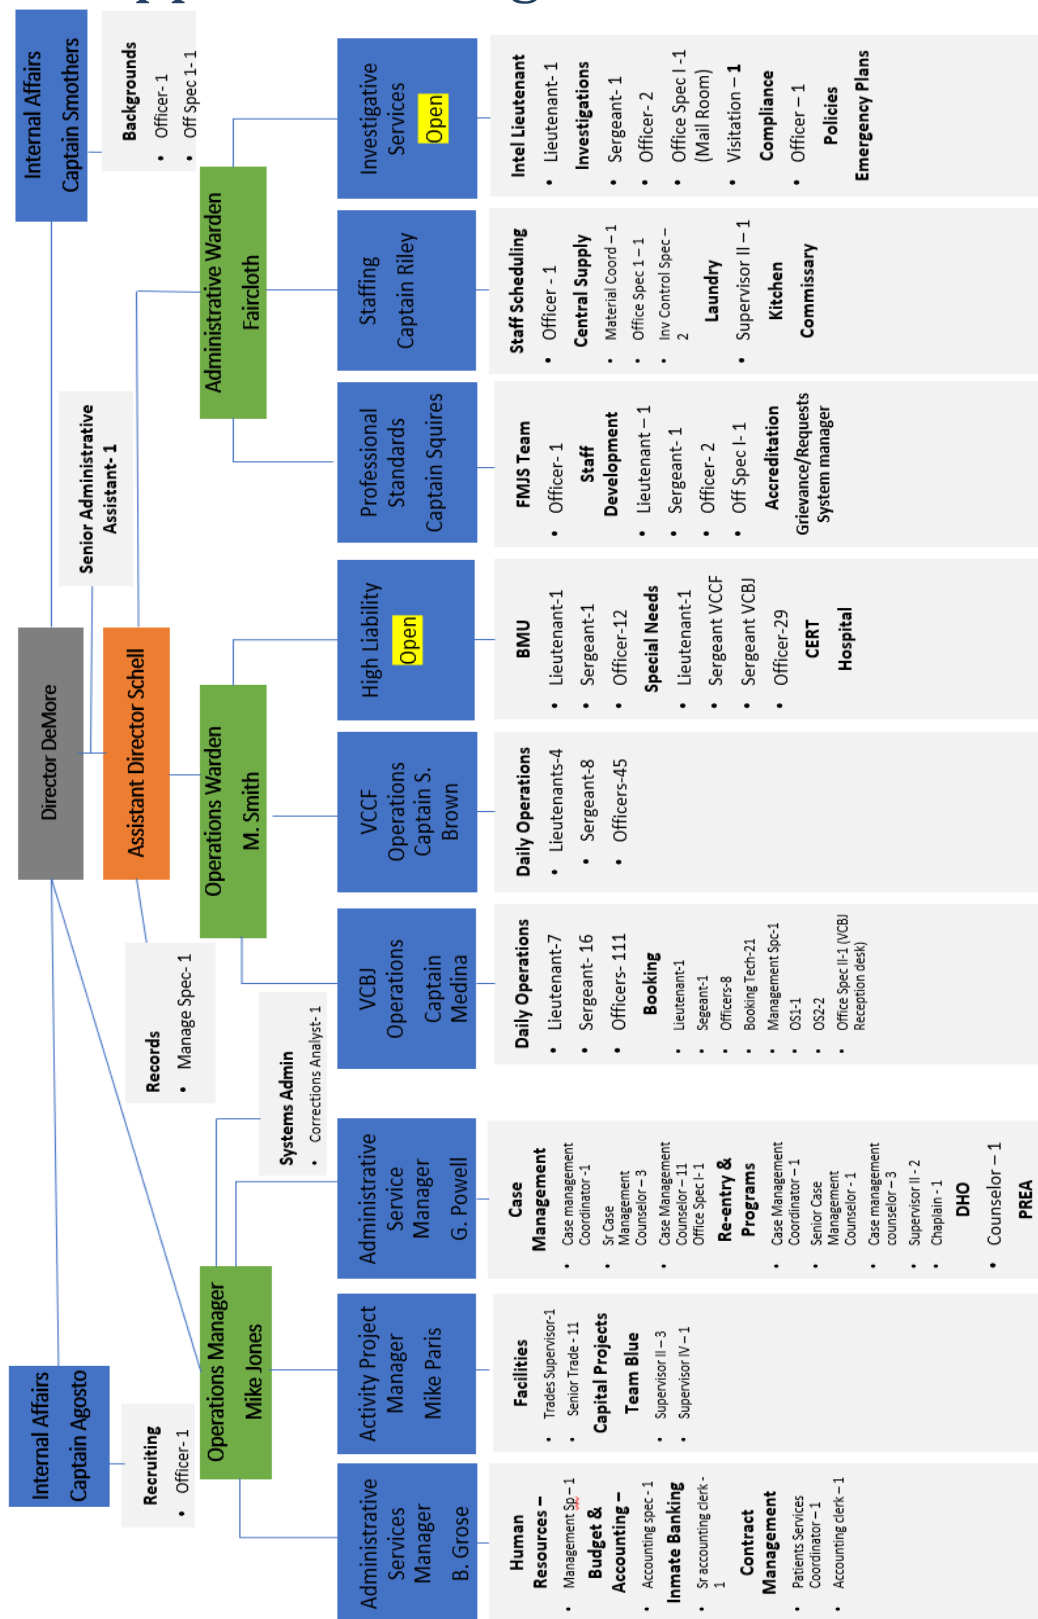 Internal Affairs
Captain Agosto
Director DeMore
Internal Affairs
Captain Smothers
Recruiting
• Officer- 1
Senior Administrative
Assistant- 1
Backgrounds
• Officer- 1
• Off Spec 1- 1
Assistant Director Schell
Records
• Manage Spec- 1
Operations Manager
Mike Jones
Operations Warden
M. Smith
Administrative Warden
Faircloth
Systems Admin
• Corrections Analyst- 1
Administrative
Services
Manager
B. Grose
Activity Project
Manager
Mike Paris
Administrative
Service
Manager
G. Powell
VCBJ
Operations
Captain
Medina
VCCF
Operations
Captain S.
Brown
High Liability
Open
Professional
Standards
Captain Squires
Staffing
Captain Riley
Investigative
Services
Open
Human
Resources –
• Management Sp – 1
Budget &
Accounting –
• Accounting spec - 1
Inmate Banking
• Sr accounting clerk -
1
Contract
Management
• Patients Services
Coordinator – 1
• Accounting clerk – 1
Facilities
• Trades Supervisor-1
• Senior Trade - 11
Capital Projects
Team Blue
• Supervisor II – 3
• Supervisor IV – 1
Case
Management
• Case management
Coordinator -1
• Sr Case
Management
Counselor – 3
• Case Management
Counselor – 11
Office Spec I- 1
Re-entry &
Programs
• Case Management
Coordinator – 1
• Senior Case
Management
Counselor - 1
• Case management
counselor – 3
• Supervisor II - 2
• Chaplain - 1
DHO
• Counselor – 1
PREA
Daily Operations
• Lieutenant-7
• Sergeant- 16
• Officers- 111
Booking
• Lieutenant-1
• Segeant-1
• Officers-8
• Booking Tech-21
• Management Spc-1
• OS1-1
• OS2-2
• Office Spec II-1 (VCBJ
Reception desk)
Daily Operations
• Lieutenants-4
• Sergeant-8
• Officers-45
BMU
• Lieutenant-1
• Sergeant-1
• Officer-12
Special Needs
• Lieutenant-1
• Sergeant VCCF
• Sergeant VCBJ
• Officer-29
CERT
Hospital
FMJS Team
• Officer- 1
Staff
Development
• Lieutenant – 1
• Sergeant- 1
• Officer- 2
• Off Spec I- 1
Accreditation
Grievance/Requests
System manager
Staff Scheduling
• Officer - 1
Central Supply
• Material Coord – 1
• Office Spec 1 – 1
• Inv Control Spec –
2
Laundry
• Supervisor II – 1
Kitchen
Commissary
Intel Lieutenant
• Lieutenant- 1
Investigations
• Sergeant- 1
• Officer- 2
• Office Spec I -1
(Mail Room)
• Visitation – 1
Compliance
• Officer – 1
Policies
Emergency Plans